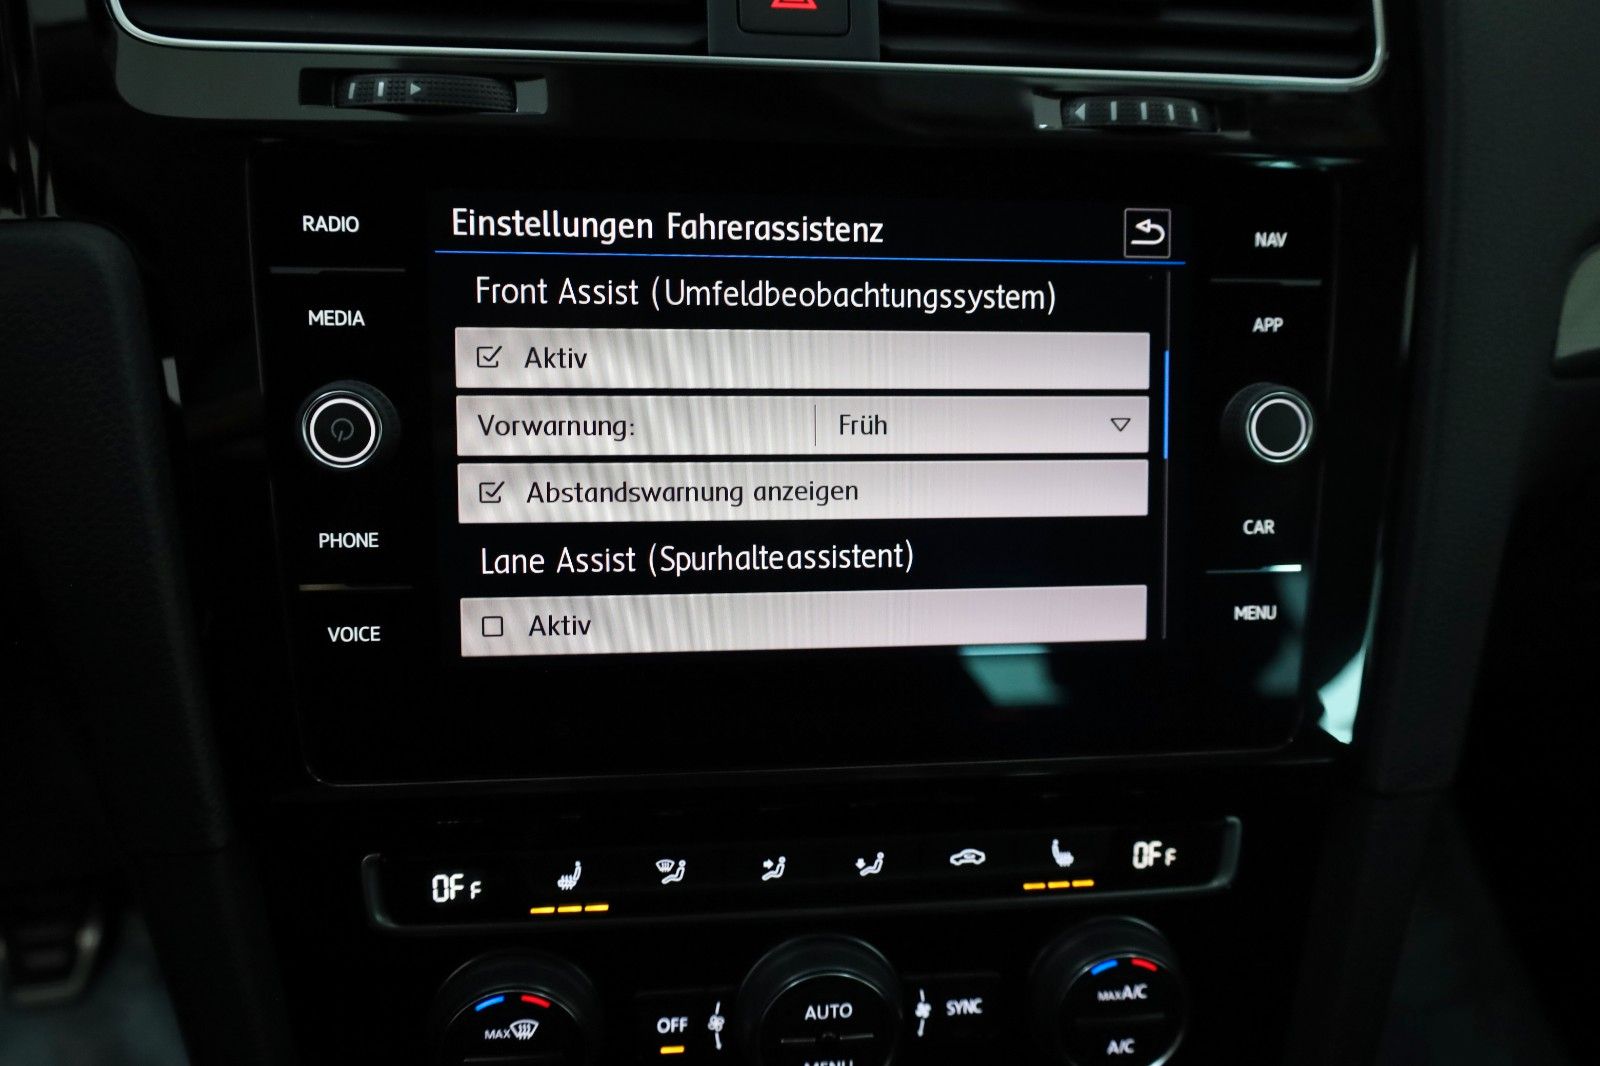 RADIO
MEDIA
PHONE
VOICE
Einstellungen Fahrerassistenz
Front Assist (Umfeldbeobachtungssystem)
Aktiv
Vorwarnung: Früh
Abstandswarnung anzeigen
Lane Assist (Spurhalteassistent)
Aktiv
NAV
APP
CAR
MENU
OFF
OFF
MAX
OFF
AUTO
MENU
SYNC
MAX A/C
A/C